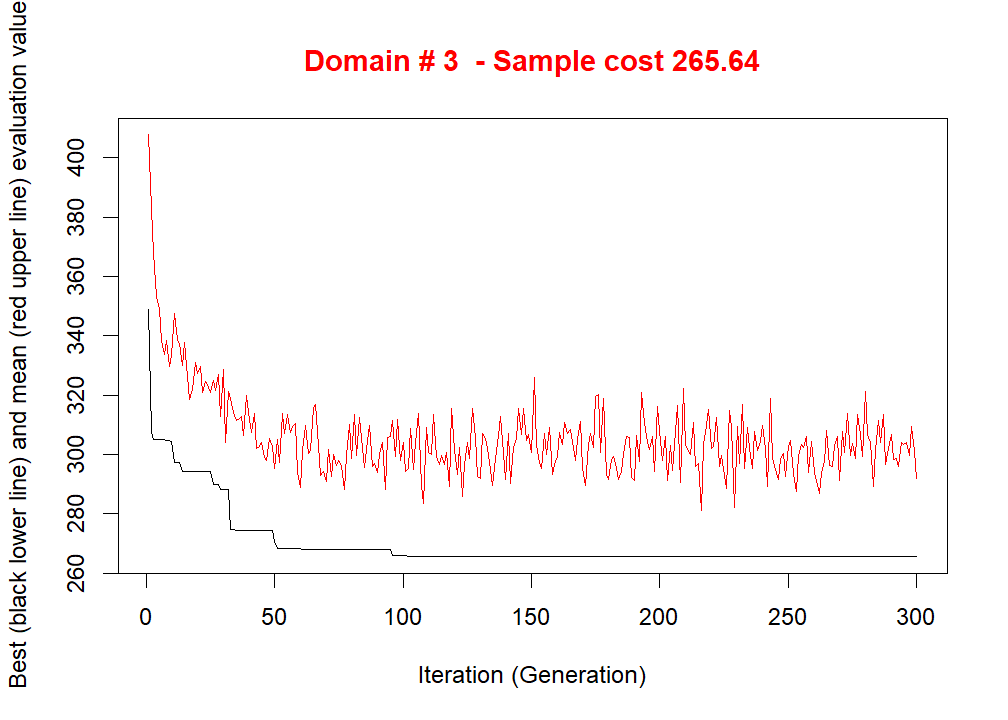 Domain # 3  - Sample cost 265.64
Best (black lower line) and mean (red upper line) evaluation value
400
380
360
340
320
300
280
260
0 50 100 150 200 250 300
Iteration (Generation)